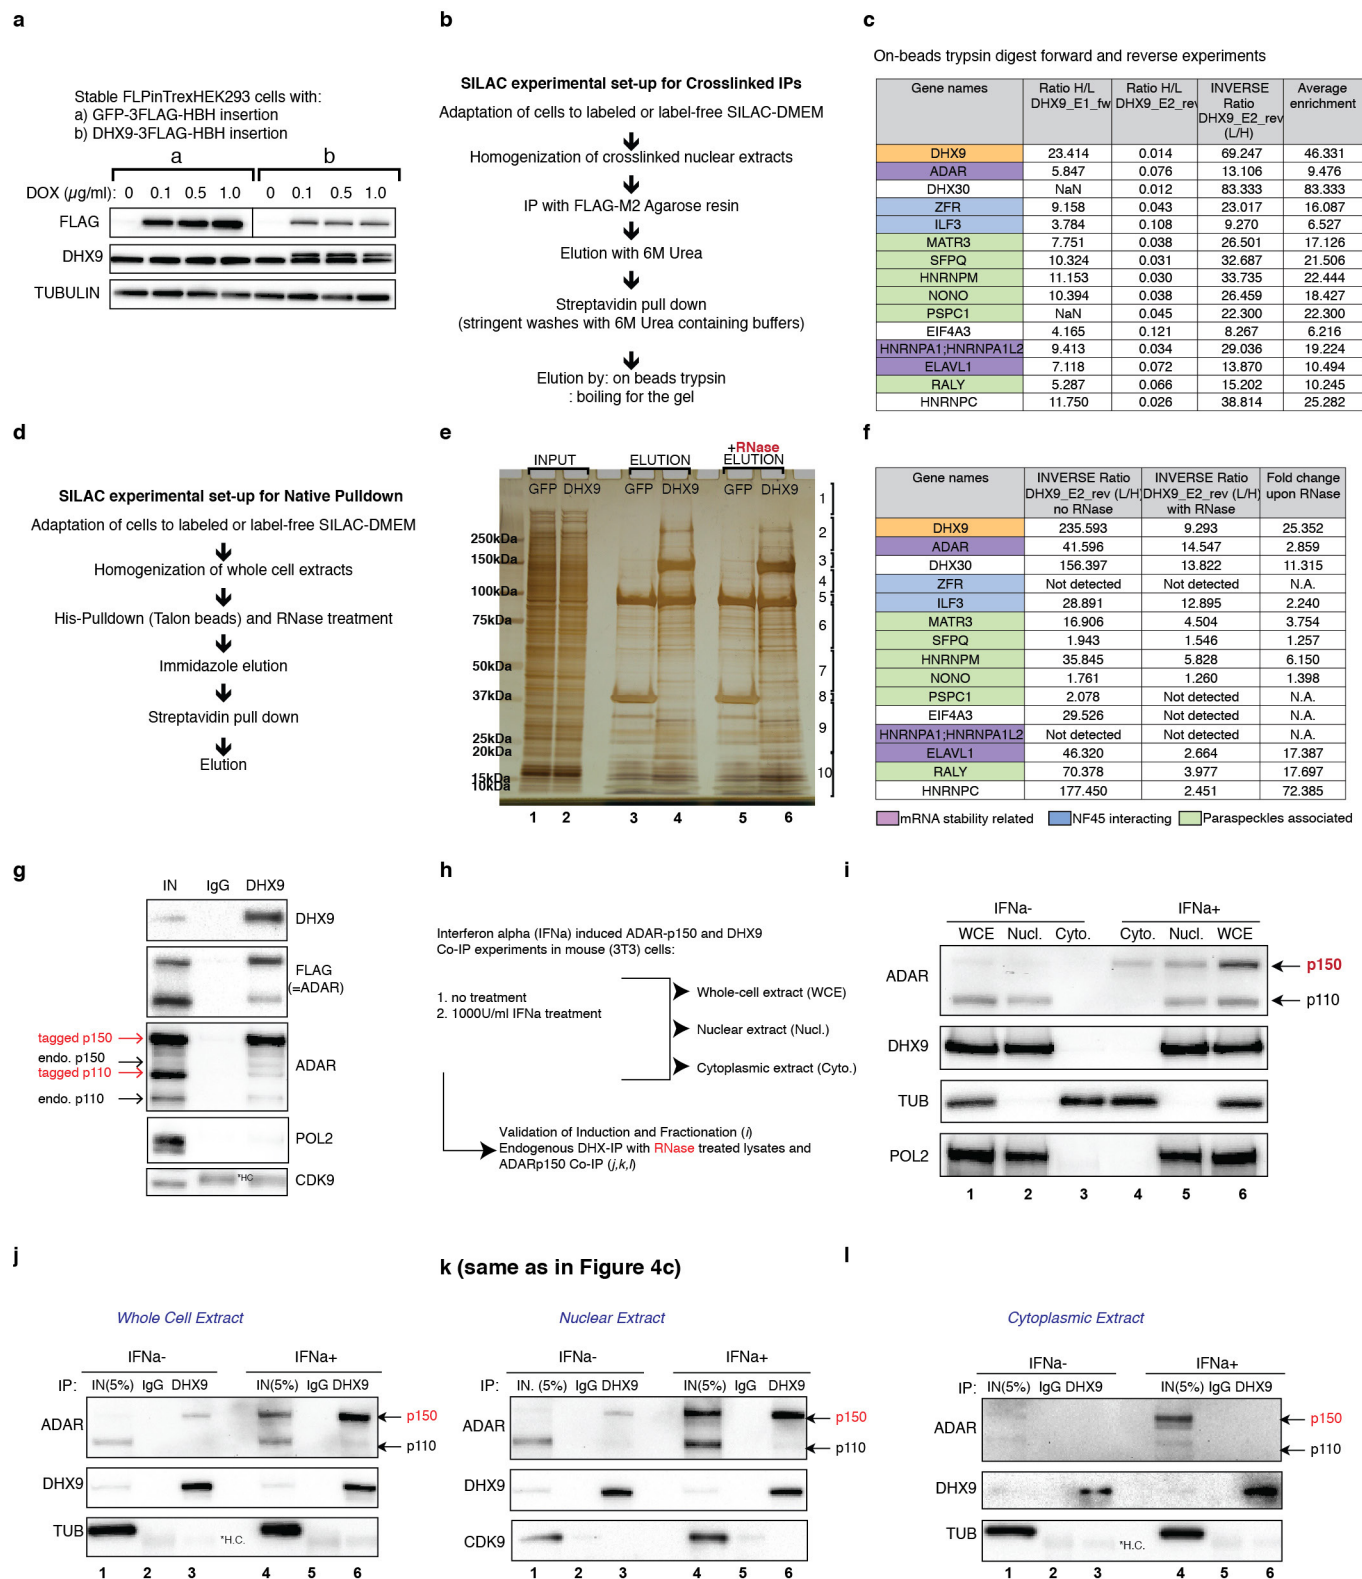 a
Stable FLPinTrexHEK293 cells with:
a) GFP-3FLAG-HBH insertion
b) DHX9-3FLAG-HBH insertion
a b
DOX (µg/ml): 0 0.1 0.5 1.0 0 0.1 0.5 1.0
FLAG
DHX9
TUBULIN
b
SILAC experimental set-up for Crosslinked IPs
Adaptation of cells to labeled or label-free SILAC-DMEM
Homogenization of crosslinked nuclear extracts
IP with FLAG-M2 Agarose resin
Elution with 6M Urea
Streptavidin pull down
(stringent washes with 6M Urea containing buffers)
Elution by: on beads trypsin
: boiling for the gel
c
On-beads trypsin digest forward and reverse experiments
Gene names Ratio H/L Ratio H/L INVERSE Average
DHX9_E1_fw DHX9_E2_rev Ratio enrichment
DHX9_E2_rev
(L/H)
DHX9 23.414 0.014 69.247 46.331
ADAR 5.847 0.076 13.106 9.476
DHX30 NaN 0.012 83.333 83.333
ZFR 9.158 0.043 23.017 16.087
ILF3 3.784 0.108 9.270 6.527
MATR3 7.751 0.038 26.501 17.126
SFPQ 10.324 0.031 32.687 21.506
HNRNPM 11.153 0.030 33.735 22.444
NONO 10.394 0.038 26.459 18.427
PSPC1 NaN 0.045 22.300 22.300
EIF4A3 4.165 0.121 8.267 6.216
HNRNPA1;HNRNPA1L2 9.413 0.034 29.036 19.224
ELAVL1 7.118 0.072 13.870 10.494
RALY 5.287 0.066 15.202 10.245
HNRNPC 11.750 0.026 38.814 25.282
d
SILAC experimental set-up for Native Pulldown
Adaptation of cells to labeled or label-free SILAC-DMEM
Homogenization of whole cell extracts
His-Pulldown (Talon beads) and RNase treatment
Immidazole elution
Streptavidin pull down
Elution
e
+RNase
INPUT ELUTION ELUTION
GFP DHX9 GFP DHX9 GFP DHX9
250kDa
150kDa
100kDa
75kDa
50kDa
37kDa
25kDa
20kDa
15kDa
10kDa
1
2
3
4
5
6
7
8
9
10
1 2 3 4 5 6
f
Gene names INVERSE Ratio INVERSE Ratio Fold change
DHX9_E2_rev (L/H) DHX9_E2_rev (L/H) upon RNase
no RNase with RNase
DHX9 235.593 9.293 25.352
ADAR 41.596 14.547 2.859
DHX30 156.397 13.822 11.315
ZFR Not detected Not detected N.A.
ILF3 28.891 12.895 2.240
MATR3 16.906 4.504 3.754
SFPQ 1.943 1.546 1.257
HNRNPM 35.845 5.828 6.150
NONO 1.761 1.260 1.398
PSPC1 2.078 Not detected N.A.
EIF4A3 29.526 Not detected N.A.
HNRNPA1;HNRNPA1L2 Not detected Not detected N.A.
ELAVL1 46.320 2.664 17.387
RALY 70.378 3.977 17.697
HNRNPC 177.450 2.451 72.385
mRNA stability related NF45 interacting Paraspeckles associated
g
IN IgG DHX9
DHX9
FLAG
(=ADAR)
tagged p150
endo. p150
tagged p110
endo. p110
ADAR
POL2
*HC
CDK9
h
Interferon alpha (IFNa) induced ADAR-p150 and DHX9
Co-IP experiments in mouse (3T3) cells:
1. no treatment
2. 1000U/ml IFNa treatment
Whole-cell extract (WCE)
Nuclear extract (Nucl.)
Cytoplasmic extract (Cyto.)
Validation of Induction and Fractionation (i)
Endogenous DHX-IP with RNase treated lysates and
ADARp150 Co-IP (j,k,l)
i
IFNa- IFNa+
WCE Nucl. Cyto. Cyto. Nucl. WCE
ADAR p150
p110
DHX9
TUB
POL2
1 2 3 4 5 6
j
Whole Cell Extract
IFNa- IFNa+
IP: IN(5%) IgG DHX9 IN(5%) IgG DHX9
ADAR p150
p110
DHX9
TUB *H.C.
1 2 3 4 5 6
k (same as in Figure 4c)
Nuclear Extract
IFNa- IFNa+
IP: IN. (5%) IgG DHX9 IN(5%) IgG DHX9
ADAR p150
p110
DHX9
CDK9
1 2 3 4 5 6
l
Cytoplasmic Extract
IFNa- IFNa+
IP: IN(5%) IgG DHX9 IN(5%) IgG DHX9
ADAR p150
p110
DHX9
TUB *H.C.
1 2 3 4 5 6